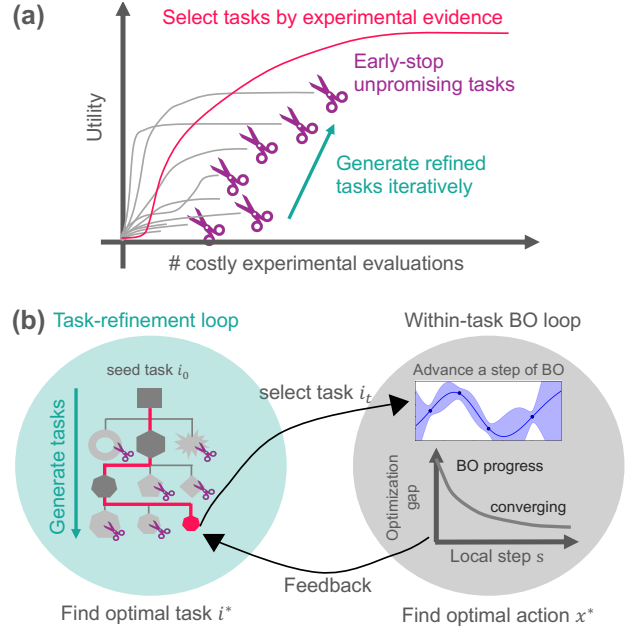 (a)
Select tasks by experimental evidence
Early-stop
unpromising tasks
Utility
Generate refined
tasks iteratively
# costly experimental evaluations
(b)
Task-refinement loop
Within-task BO loop
seed task i₀
Advance a step of BO
select task iₜ
Generate tasks
BO progress
Optimization
gap
converging
Local step s
Feedback
Find optimal task i*
Find optimal action x*